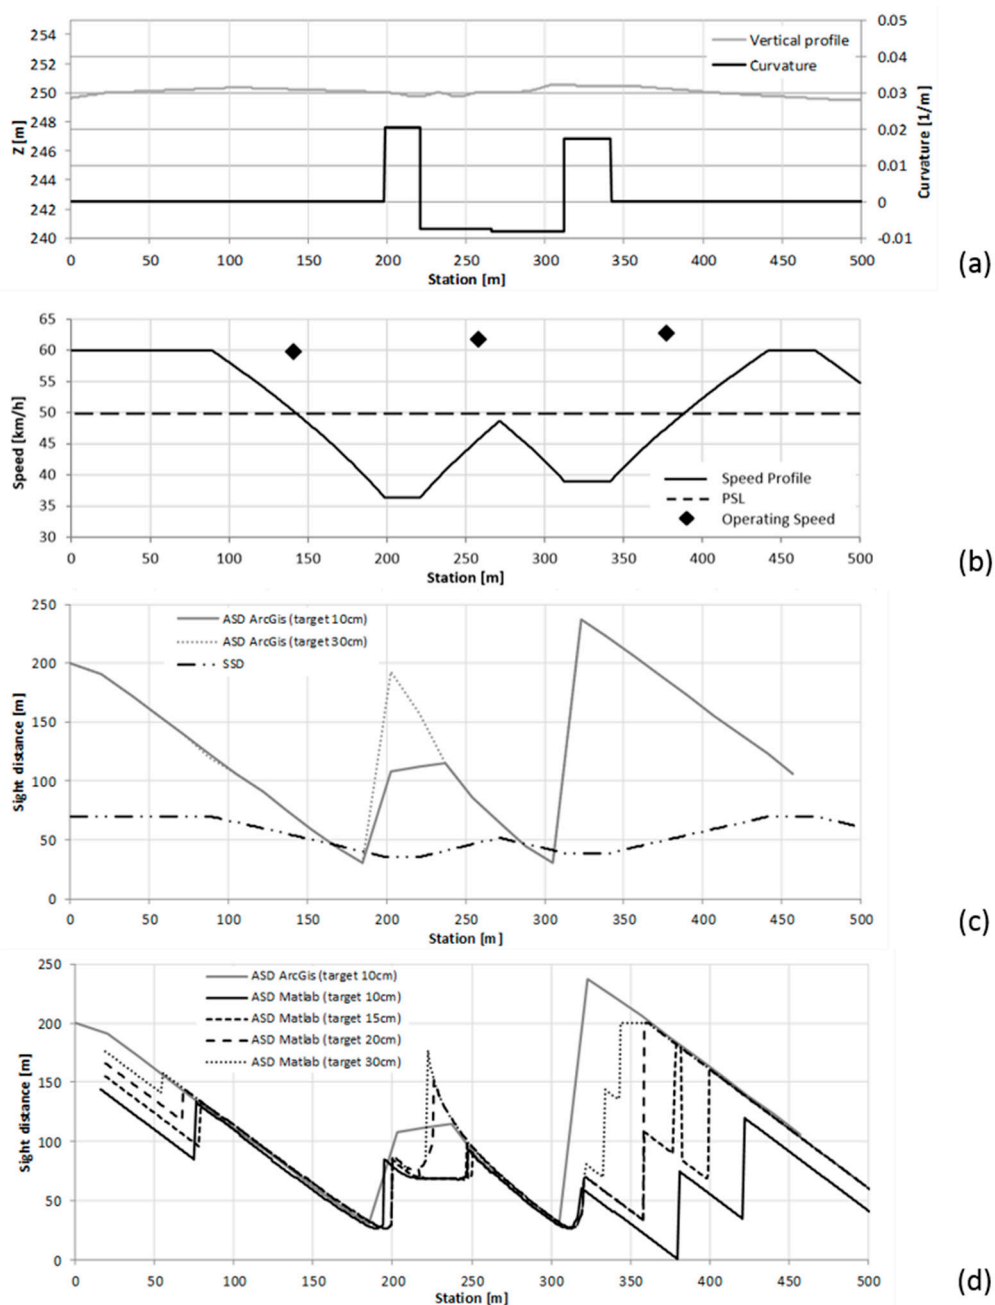 254
252
250
248
246
244
242
240
Z [m]
0.05
0.04
0.03
0.02
0.01
0
-0.01
Curvature [1/m]
Vertical profile
Curvature
0 50 100 150 200 250 300 350 400 450 500
Station [m]
(a)
65
60
55
50
45
40
35
30
Speed [km/h]
Speed Profile
PSL
Operating Speed
0 50 100 150 200 250 300 350 400 450 500
Station [m]
(b)
250
200
150
100
50
0
Sight distance [m]
ASD ArcGis (target 10cm)
ASD ArcGis (target 30cm)
SSD
0 50 100 150 200 250 300 350 400 450 500
Station [m]
(c)
250
200
150
100
50
0
Sight distance [m]
ASD ArcGis (target 10cm)
ASD Matlab (target 10cm)
ASD Matlab (target 15cm)
ASD Matlab (target 20cm)
ASD Matlab (target 30cm)
0 50 100 150 200 250 300 350 400 450 500
Station [m]
(d)